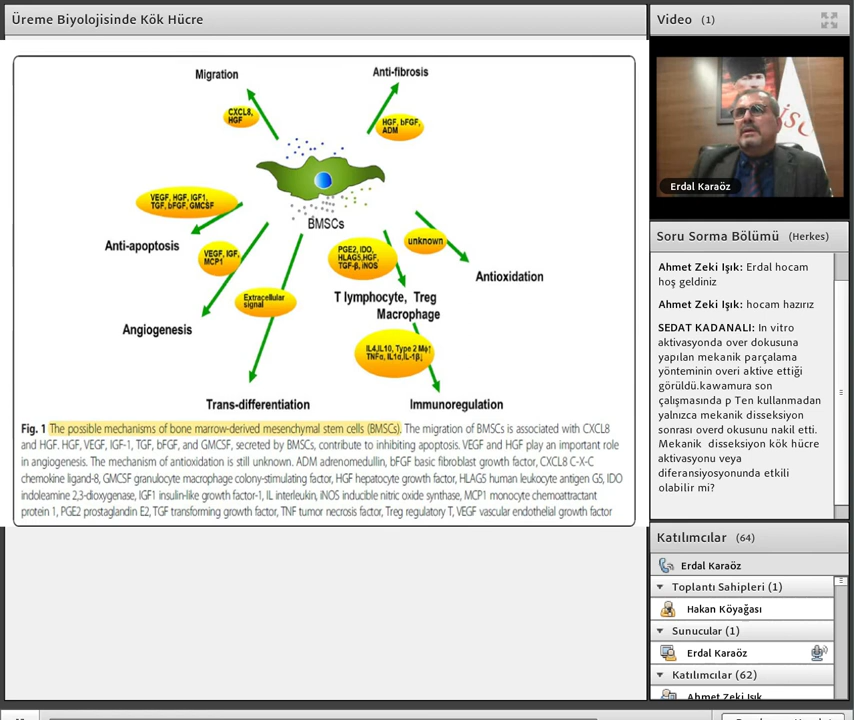 Üreme Biyolojisinde Kök Hücre
Migration
Anti-fibrosis
CXCL8,
HGF
HGF, bFGF,
ADM
VEGF, HGF, IGF1,
TGF, bFGF, GMCSF
BMSCs
Anti-apoptosis
VEGF, IGF,
MCP1
PGE2, IDO,
HLAG5,HGF,
TGF-β, iNOS
unknown
Antioxidation
Extracellular
signal
T lymphocyte, Treg
Macrophage
Angiogenesis
IL4,IL10, Type 2 Mφ↑
TNFα, IL1α,IL-1β↓
Trans-differentiation
Immunoregulation
Fig. 1 The possible mechanisms of bone marrow-derived mesenchymal stem cells (BMSCs). The migration of BMSCs is associated with CXCL8
and HGF. HGF, VEGF, IGF-1, TGF, bFGF, and GMCSF, secreted by BMSCs, contribute to inhibiting apoptosis. VEGF and HGF play an important role
in angiogenesis. The mechanism of antioxidation is still unknown. ADM adrenomedullin, bFGF basic fibroblast growth factor, CXCL8 C-X-C
chemokine ligand-8, GMCSF granulocyte macrophage colony-stimulating factor, HGF hepatocyte growth factor, HLAG5 human leukocyte antigen G5, IDO
indoleamine 2,3-dioxygenase, IGF1 insulin-like growth factor-1, IL interleukin, iNOS inducible nitric oxide synthase, MCP1 monocyte chemoattractant
protein 1, PGE2 prostaglandin E2, TGF transforming growth factor, TNF tumor necrosis factor, Treg regulatory T, VEGF vascular endothelial growth factor
Video (1)
Erdal Karaöz
Soru Sorma Bölümü (Herkes)
Ahmet Zeki Işık: Erdal hocam
hoş geldiniz
Ahmet Zeki Işık: hocam hazırız
SEDAT KADANALI: In vitro
aktivasyonda over dokusuna
yapılan mekanik parçalama
yönteminin overi aktive ettiği
görüldü.kawamura son
çalışmasında p Ten kullanmadan
yalnızca mekanik disseksiyon
sonrası overd okusunu nakil etti.
Mekanik disseksiyon kök hücre
aktivasyonu veya
diferansiyosyonunda etkili
olabilir mi?
Katılımcılar (64)
Erdal Karaöz
Toplantı Sahipleri (1)
Hakan Köyağası
Sunucular (1)
Erdal Karaöz
Katılımcılar (62)
Ahmet Zeki Işık